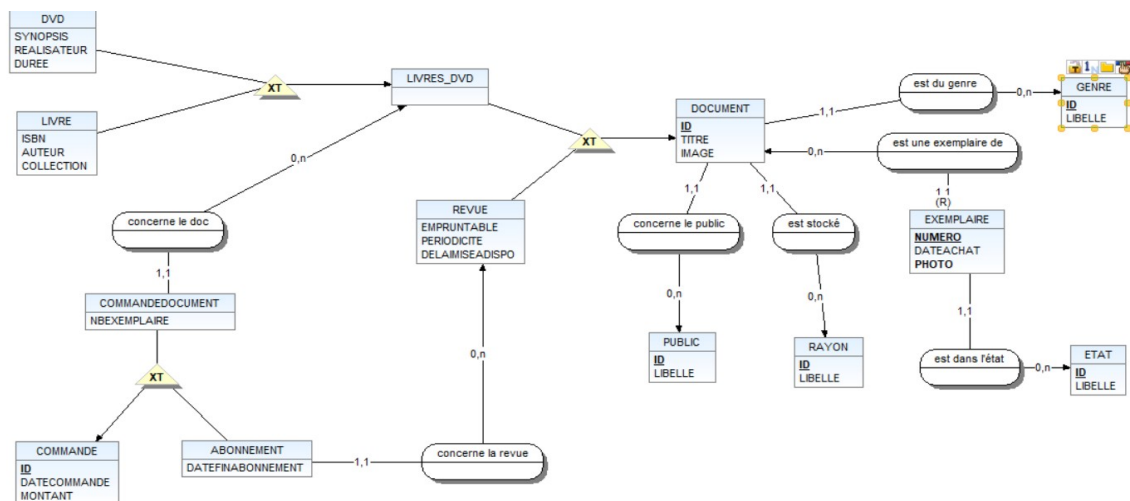 DVD
SYNOPSIS
REALISATEUR
DUREE
XT
LIVRES_DVD
LIVRE
ISBN
AUTEUR
COLLECTION
0,n
concerne le doc
1,1
COMMANDEDOCUMENT
NBEXEMPLAIRE
XT
COMMANDE
ID
DATECOMMANDE
MONTANT
ABONNEMENT
DATEFINABONNEMENT
1,1
concerne la revue
0,n
REVUE
EMPRUNTABLE
PERIODICITE
DELAIMISEADISPO
XT
DOCUMENT
ID
TITRE
IMAGE
1,1
est du genre
0,n
GENRE
ID
LIBELLE
0,n
est une exemplaire de
1,1
(R)
EXEMPLAIRE
NUMERO
DATEACHAT
PHOTO
1,1
concerne le public
0,n
PUBLIC
ID
LIBELLE
1,1
est stocké
0,n
RAYON
ID
LIBELLE
1,1
est dans l'état
0,n
ETAT
ID
LIBELLE